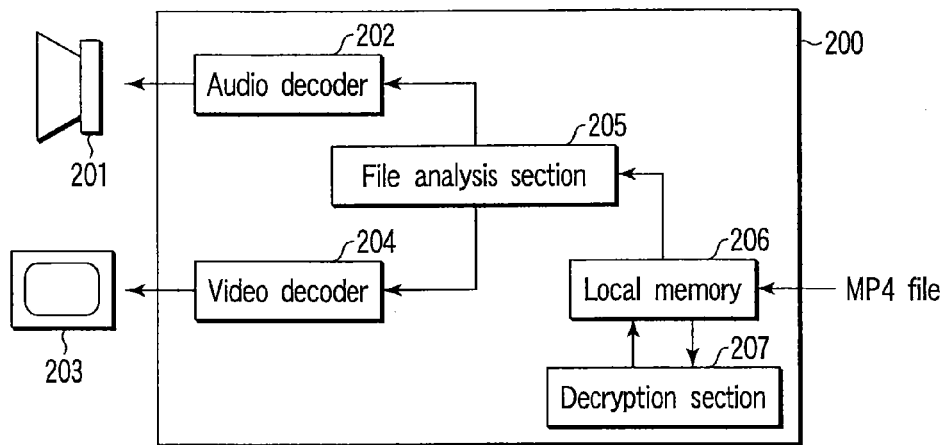 202
200
Audio decoder
205
201
File analysis section
204
206
Video decoder
Local memory
MP4 file
203
207
Decryption section